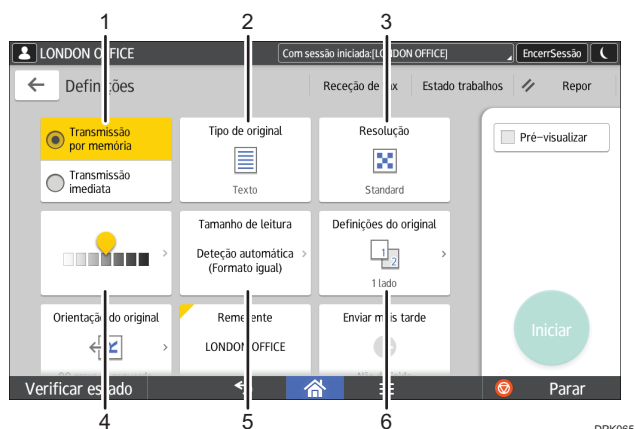 1 2 3
LONDON OFFICE
Com sessão iniciada:[LONDON OFFICE]
EncerrSessão
Definições
Receção de fax
Estado trabalhos
Repor
Transmissão
por memória
Transmissão
imediata
Tipo de original
Texto
Resolução
Standard
Pré-visualizar
Tamanho de leitura
Deteção automática
(Formato igual)
Definições do original
1 2
1 lado
Orientação do original
Remetente
LONDON OFFICE
Enviar mais tarde
Iniciar
Verificar estado
Parar
4 5 6